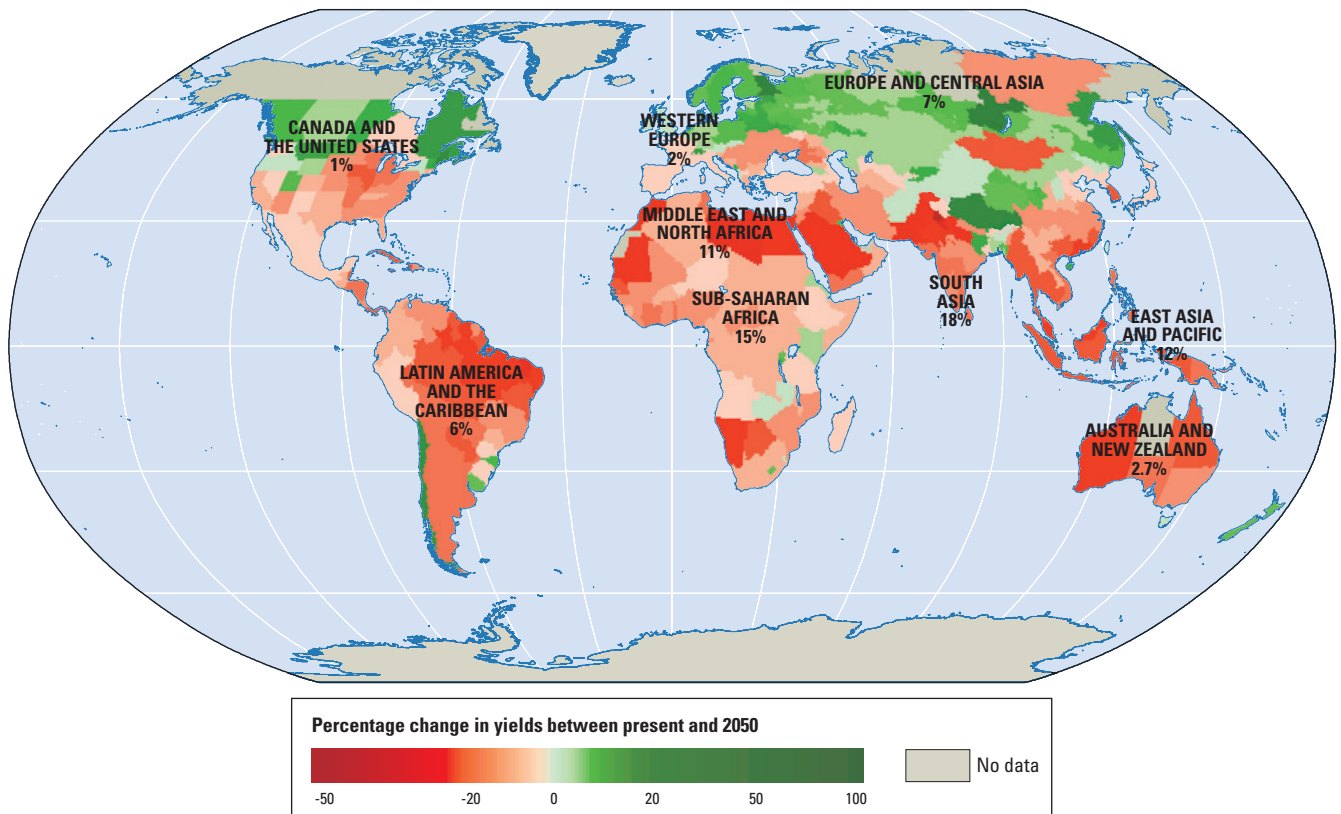 EUROPE AND CENTRAL ASIA
7%
WESTERN
EUROPE
2%
CANADA AND
THE UNITED STATES
1%
MIDDLE EAST AND
NORTH AFRICA
11%
SUB-SAHARAN
AFRICA
15%
SOUTH
ASIA
18%
EAST ASIA
AND PACIFIC
12%
LATIN AMERICA
AND THE
CARIBBEAN
6%
AUSTRALIA AND
NEW ZEALAND
2.7%
Percentage change in yields between present and 2050
-50 -20 0 20 50 100
No data